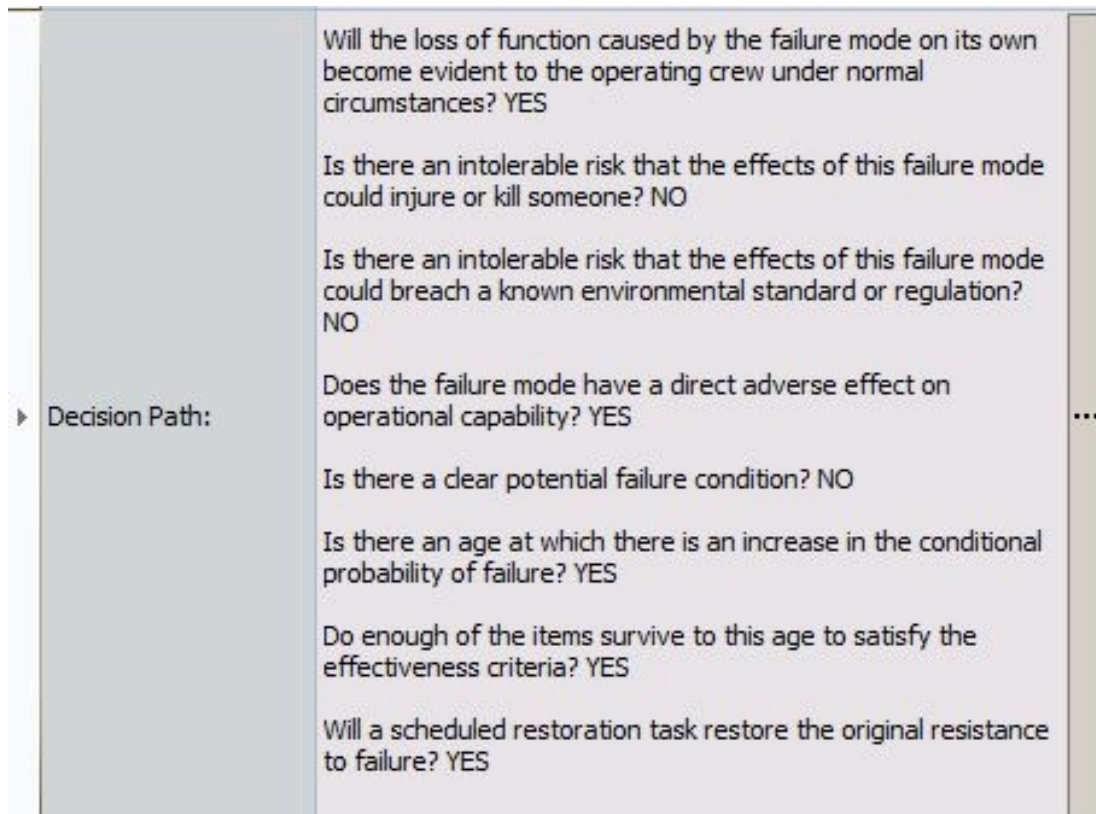 Will the loss of function caused by the failure mode on its own
become evident to the operating crew under normal
circumstances? YES
Is there an intolerable risk that the effects of this failure mode
could injure or kill someone? NO
Is there an intolerable risk that the effects of this failure mode
could breach a known environmental standard or regulation?
NO
Does the failure mode have a direct adverse effect on
operational capability? YES
Decision Path:
Is there a clear potential failure condition? NO
Is there an age at which there is an increase in the conditional
probability of failure? YES
Do enough of the items survive to this age to satisfy the
effectiveness criteria? YES
Will a scheduled restoration task restore the original resistance
to failure? YES